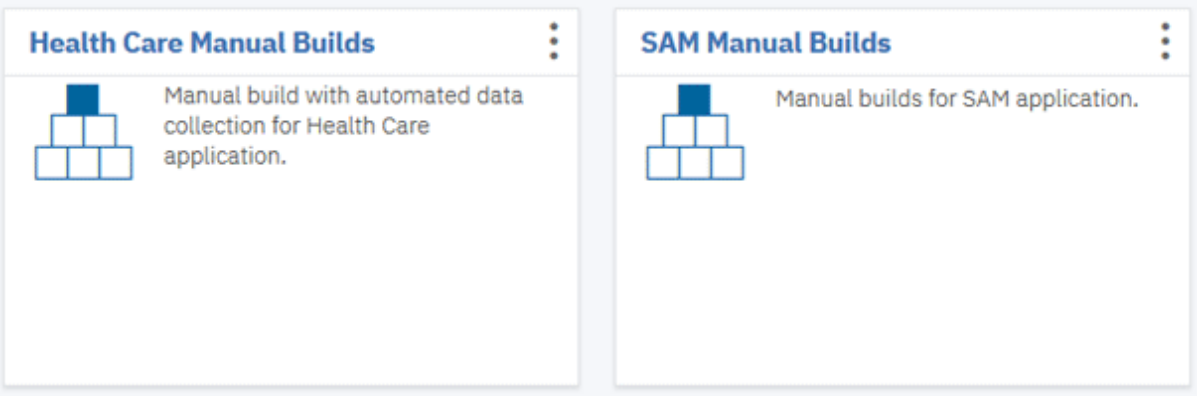 Health Care Manual Builds
Manual build with automated data
collection for Health Care
application.
SAM Manual Builds
Manual builds for SAM application.